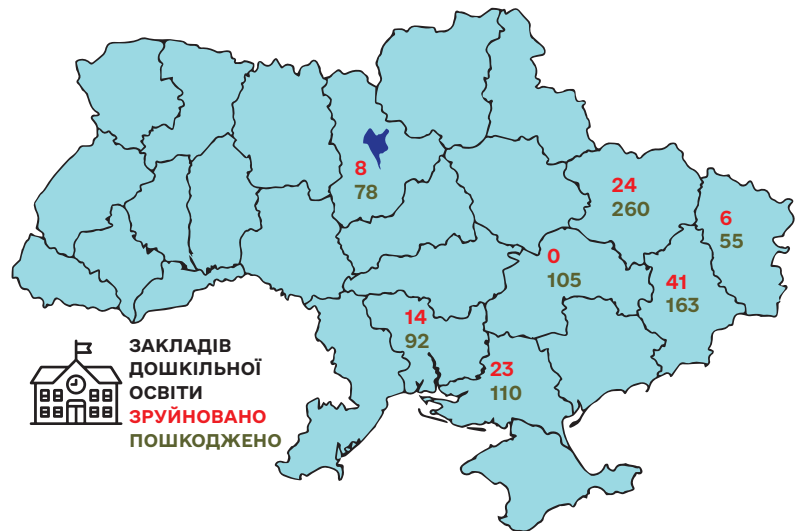 8
78
24
260
6
55
0
105
41
163
14
92
23
110
ЗАКЛАДІВ
ДОШКІЛЬНОЇ
ОСВІТИ
ЗРУЙНОВАНО
ПОШКОДЖЕНО